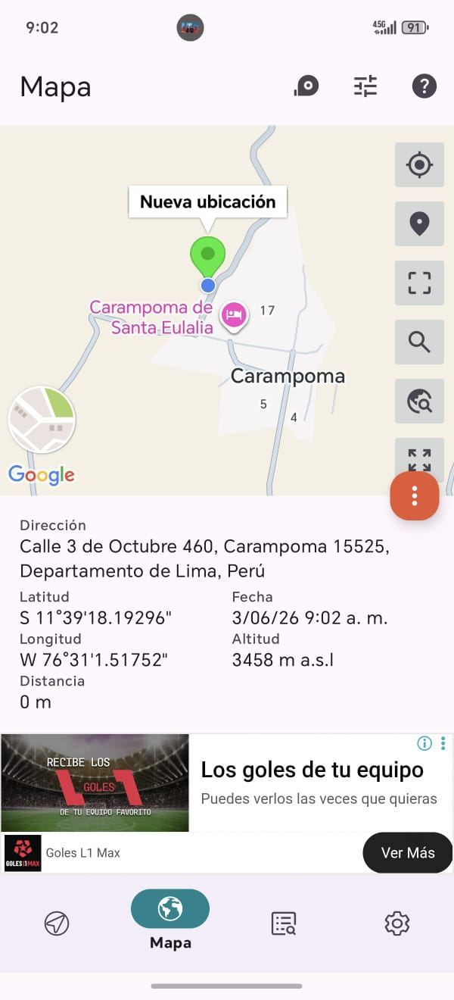 9:02
4.5G
91
Mapa
?
Nueva ubicación
Carampoma de
Santa Eulalia
17
Carampoma
5
4
Google
Dirección
Calle 3 de Octubre 460, Carampoma 15525,
Departamento de Lima, Perú
Latitud
S 11°39'18.19296"
Fecha
3/06/26 9:02 a. m.
Longitud
W 76°31'1.51752"
Altitud
3458 m a.s.l
Distancia
0 m
RECIBE LOS
GOLES
DE TU EQUIPO FAVORITO
Los goles de tu equipo
Puedes verlos las veces que quieras
GOLES L1 MAX
Goles L1 Max
Ver Más
Mapa